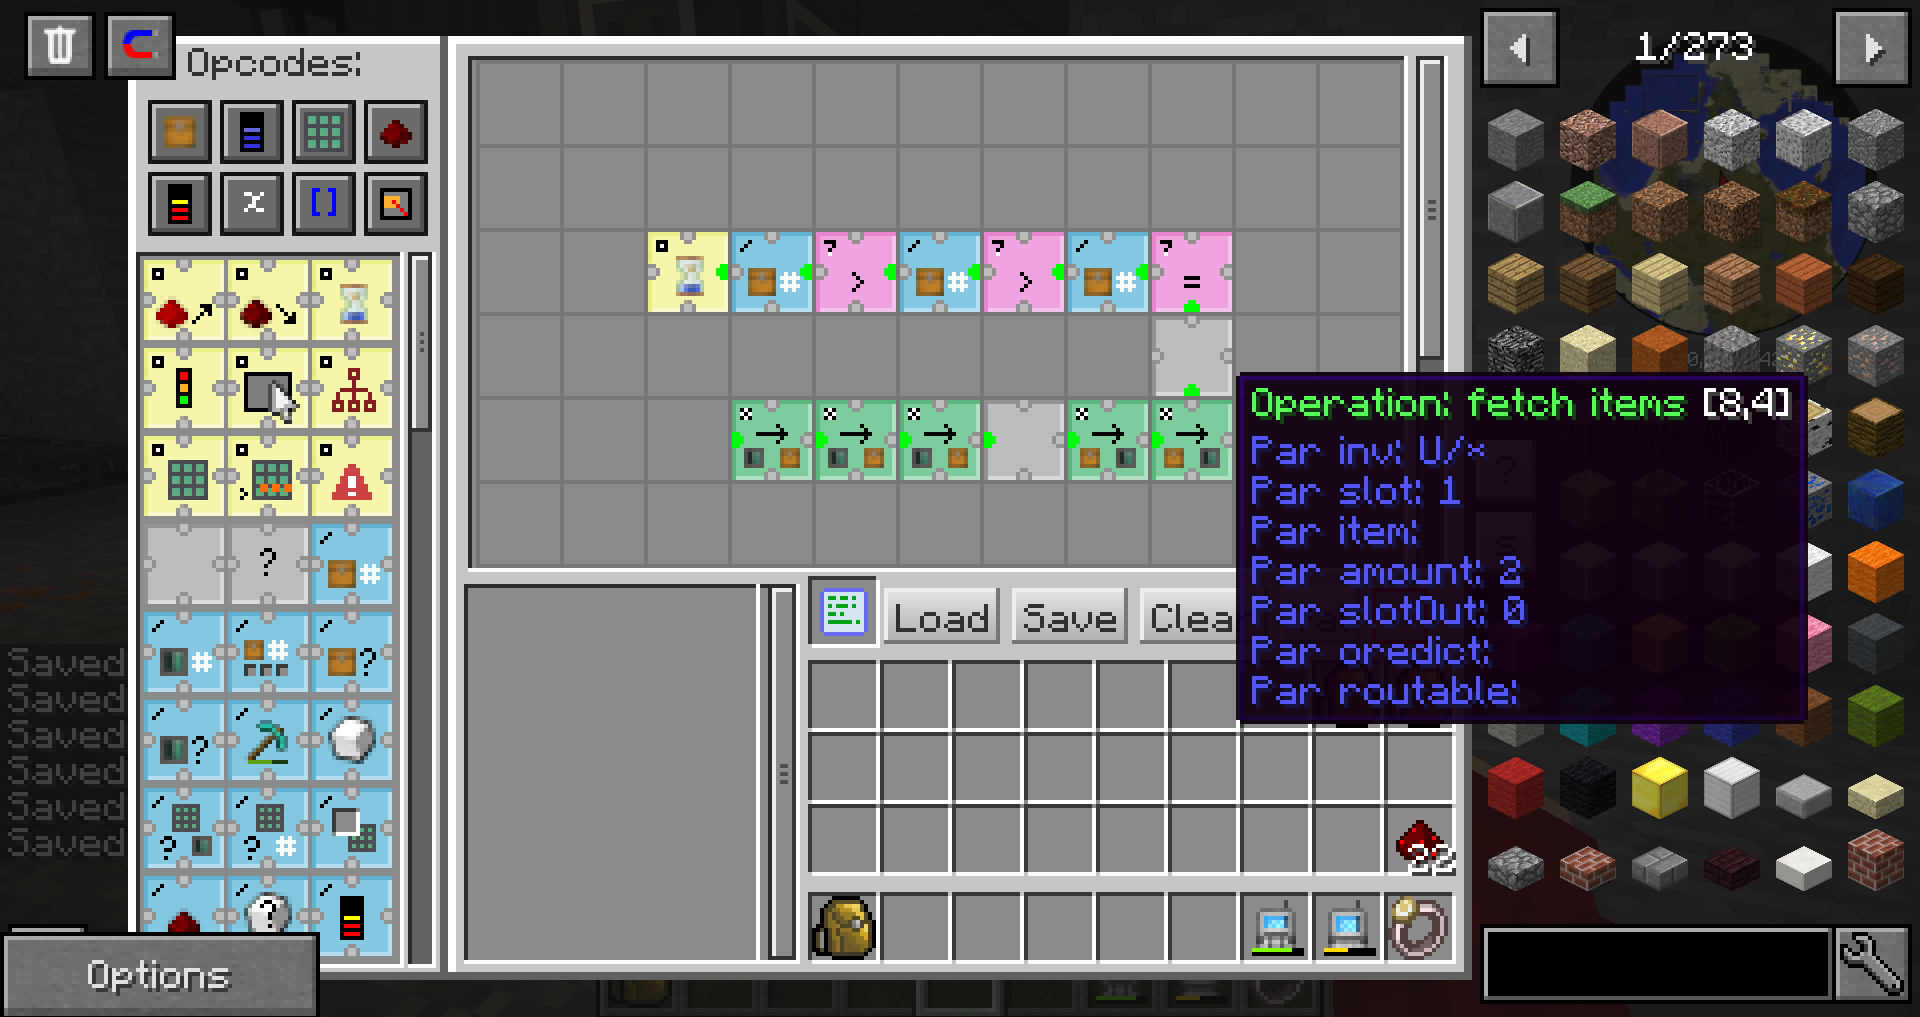 Opcodes:
1/273
Operation: fetch items [8,4]
Par inv: U/×
Par slot: 1
Par item:
Par amount: 2
Par slotOut: 0
Par oredict:
Par routable:
Load
Save
Clea
Saved
Saved
Saved
Saved
Saved
Saved
22
Options